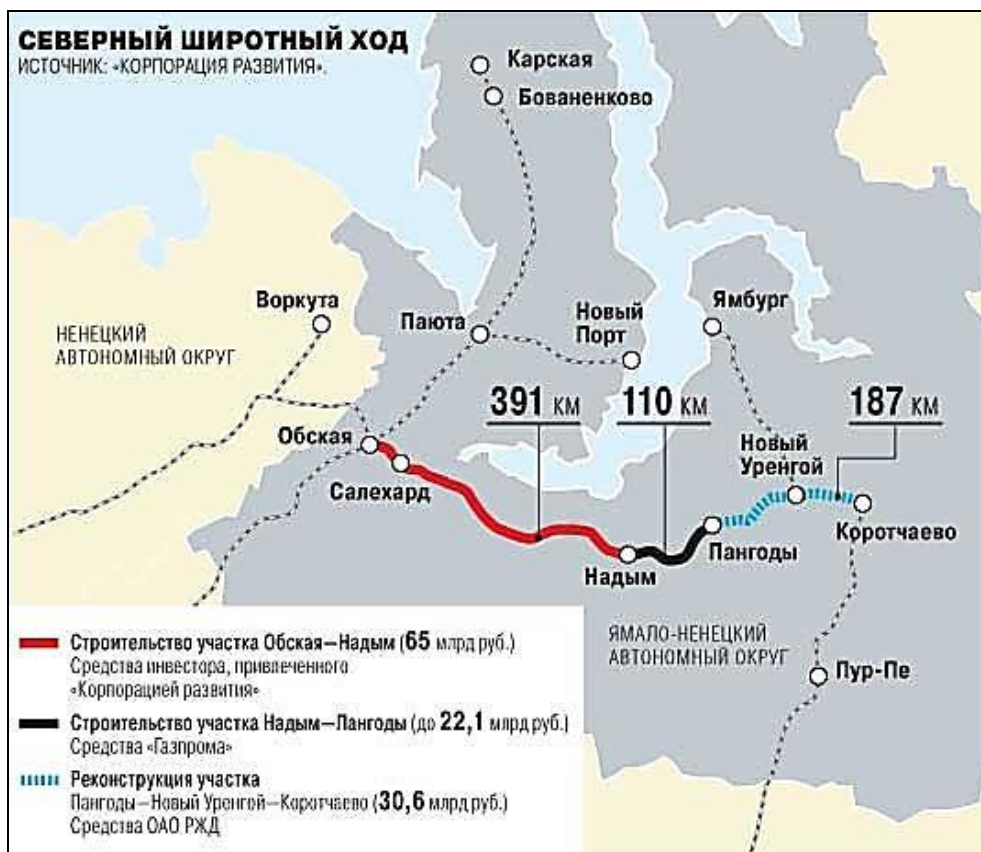 СЕВЕРНЫЙ ШИРОТНЫЙ ХОД
ИСТОЧНИК: «КОРПОРАЦИЯ РАЗВИТИЯ».
Карская
Бованенково
Воркута
Паюта
Новый
Порт
Ямбург
НЕНЕЦКИЙ
АВТОНОМНЫЙ ОКРУГ
391 КМ
110 КМ
187 КМ
Обская
Салехард
Новый
Уренгой
Коротчаево
Надым
Пангоды
ЯМАЛО-НЕНЕЦКИЙ
АВТОНОМНЫЙ ОКРУГ
Пур-Пе
Строительство участка Обская—Надым (65 млрд руб.)
Средства инвестора, привлеченного
«Корпорацией развития»
Строительство участка Надым—Пангоды (до 22,1 млрд руб.)
Средства «Газпрома»
Реконструкция участка
Пангоды—Новый Уренгой—Коротчаево (30,6 млрд руб.)
Средства ОАО РЖД